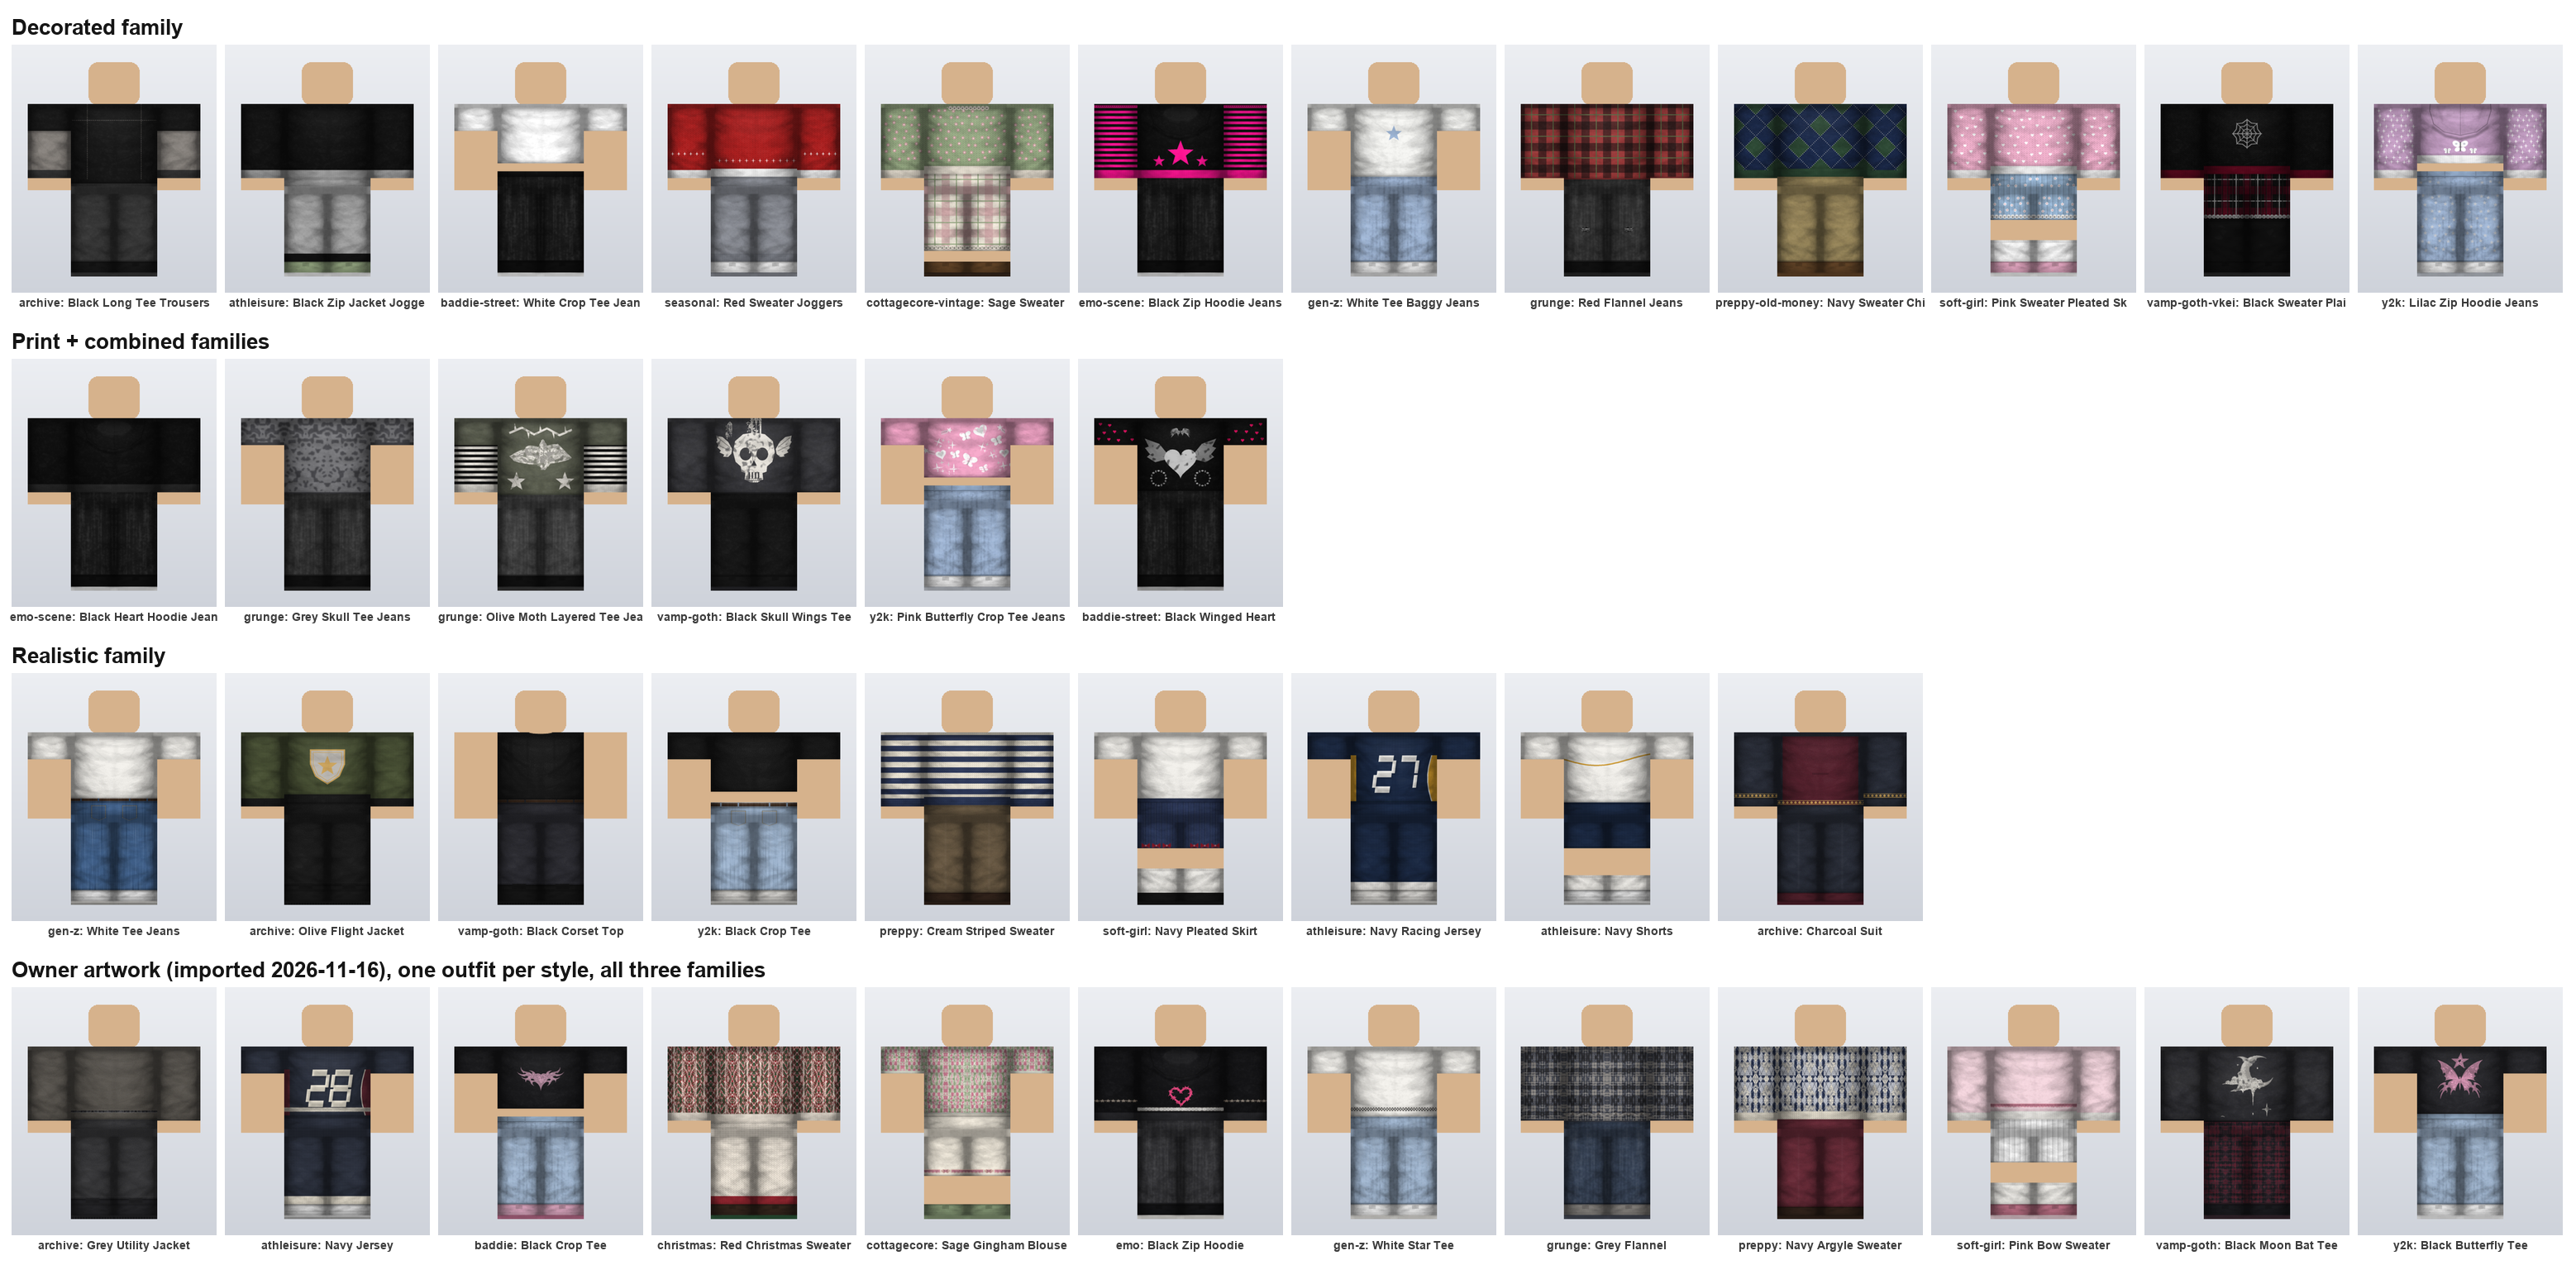 Decorated family
archive: Black Long Tee Trousers
athleisure: Black Zip Jacket Jogge
baddie-street: White Crop Tee Jean
seasonal: Red Sweater Joggers
cottagecore-vintage: Sage Sweater
emo-scene: Black Zip Hoodie Jeans
gen-z: White Tee Baggy Jeans
grunge: Red Flannel Jeans
preppy-old-money: Navy Sweater Chi
soft-girl: Pink Sweater Pleated Sk
vamp-goth-vkei: Black Sweater Plai
y2k: Lilac Zip Hoodie Jeans
Print + combined families
emo-scene: Black Heart Hoodie Jean
grunge: Grey Skull Tee Jeans
grunge: Olive Moth Layered Tee Jea
vamp-goth: Black Skull Wings Tee
y2k: Pink Butterfly Crop Tee Jeans
baddie-street: Black Winged Heart
Realistic family
27
gen-z: White Tee Jeans
archive: Olive Flight Jacket
vamp-goth: Black Corset Top
y2k: Black Crop Tee
preppy: Cream Striped Sweater
soft-girl: Navy Pleated Skirt
athleisure: Navy Racing Jersey
athleisure: Navy Shorts
archive: Charcoal Suit
Owner artwork (imported 2026-11-16), one outfit per style, all three families
28
archive: Grey Utility Jacket
athleisure: Navy Jersey
baddie: Black Crop Tee
christmas: Red Christmas Sweater
cottagecore: Sage Gingham Blouse
emo: Black Zip Hoodie
gen-z: White Star Tee
grunge: Grey Flannel
preppy: Navy Argyle Sweater
soft-girl: Pink Bow Sweater
vamp-goth: Black Moon Bat Tee
y2k: Black Butterfly Tee